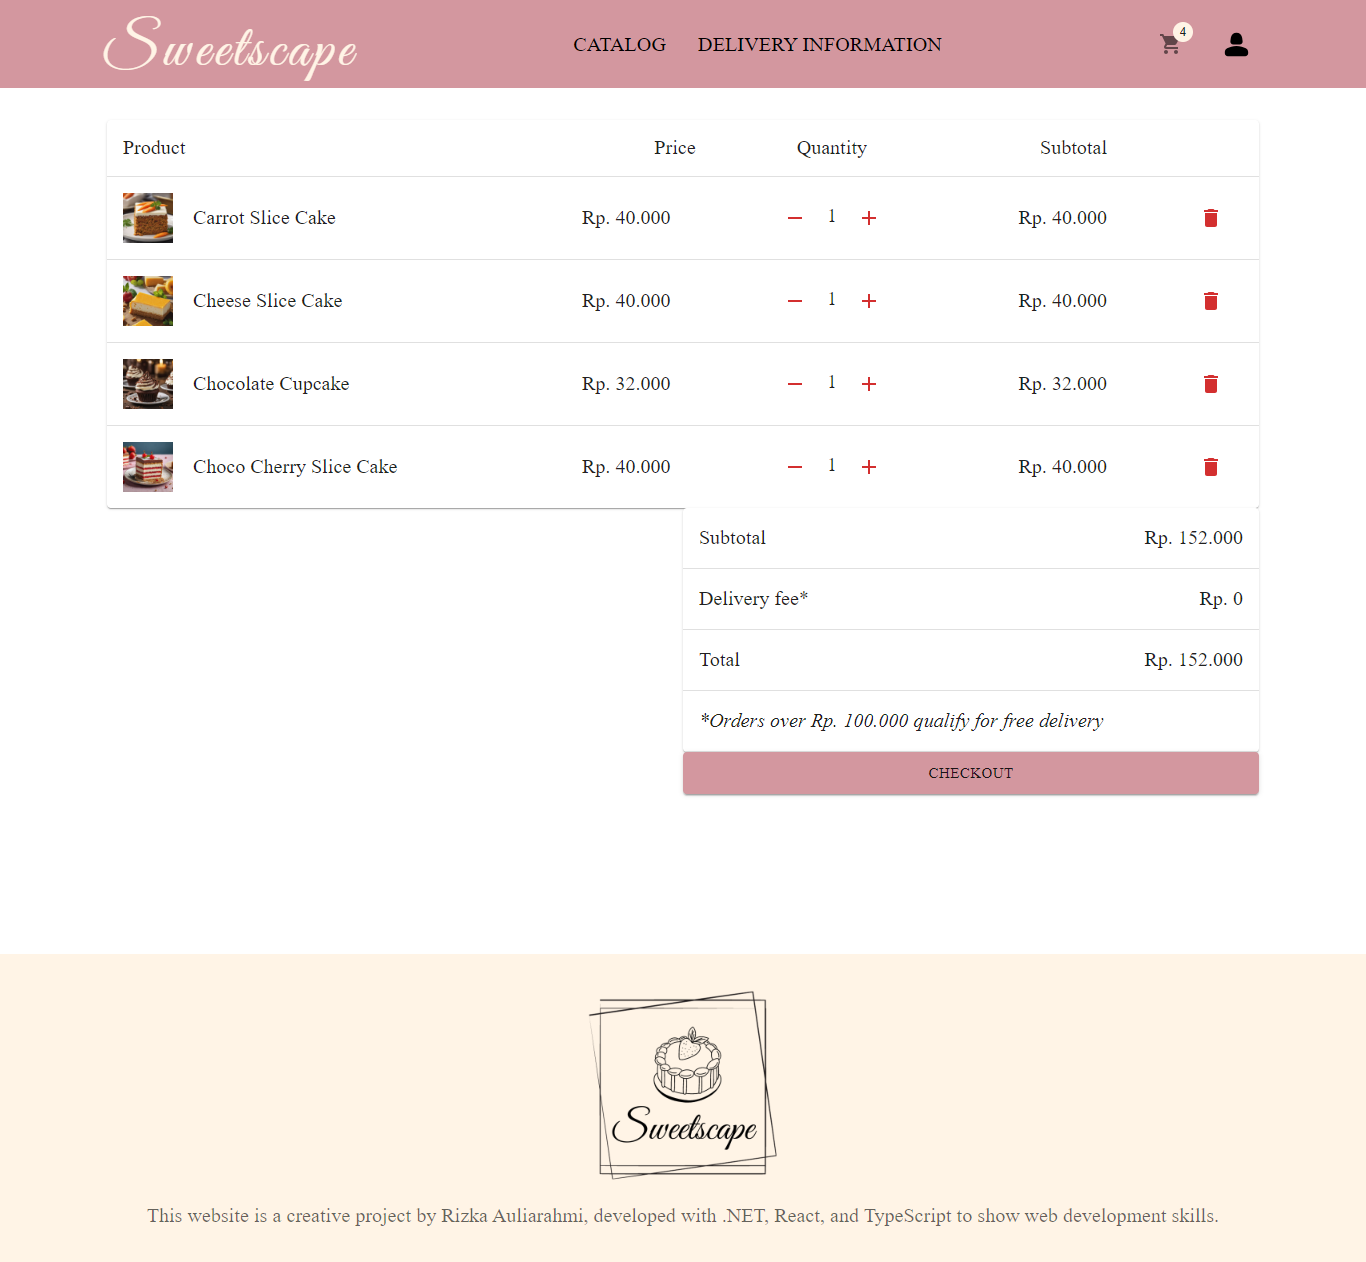 Sweetscape
CATALOG DELIVERY INFORMATION
4
Product Price Quantity Subtotal
Carrot Slice Cake Rp. 40.000 1 Rp. 40.000
Cheese Slice Cake Rp. 40.000 1 Rp. 40.000
Chocolate Cupcake Rp. 32.000 1 Rp. 32.000
Choco Cherry Slice Cake Rp. 40.000 1 Rp. 40.000
Subtotal Rp. 152.000
Delivery fee* Rp. 0
Total Rp. 152.000
*Orders over Rp. 100.000 qualify for free delivery
CHECKOUT
Sweetscape
This website is a creative project by Rizka Auliarahmi, developed with .NET, React, and TypeScript to show web development skills.